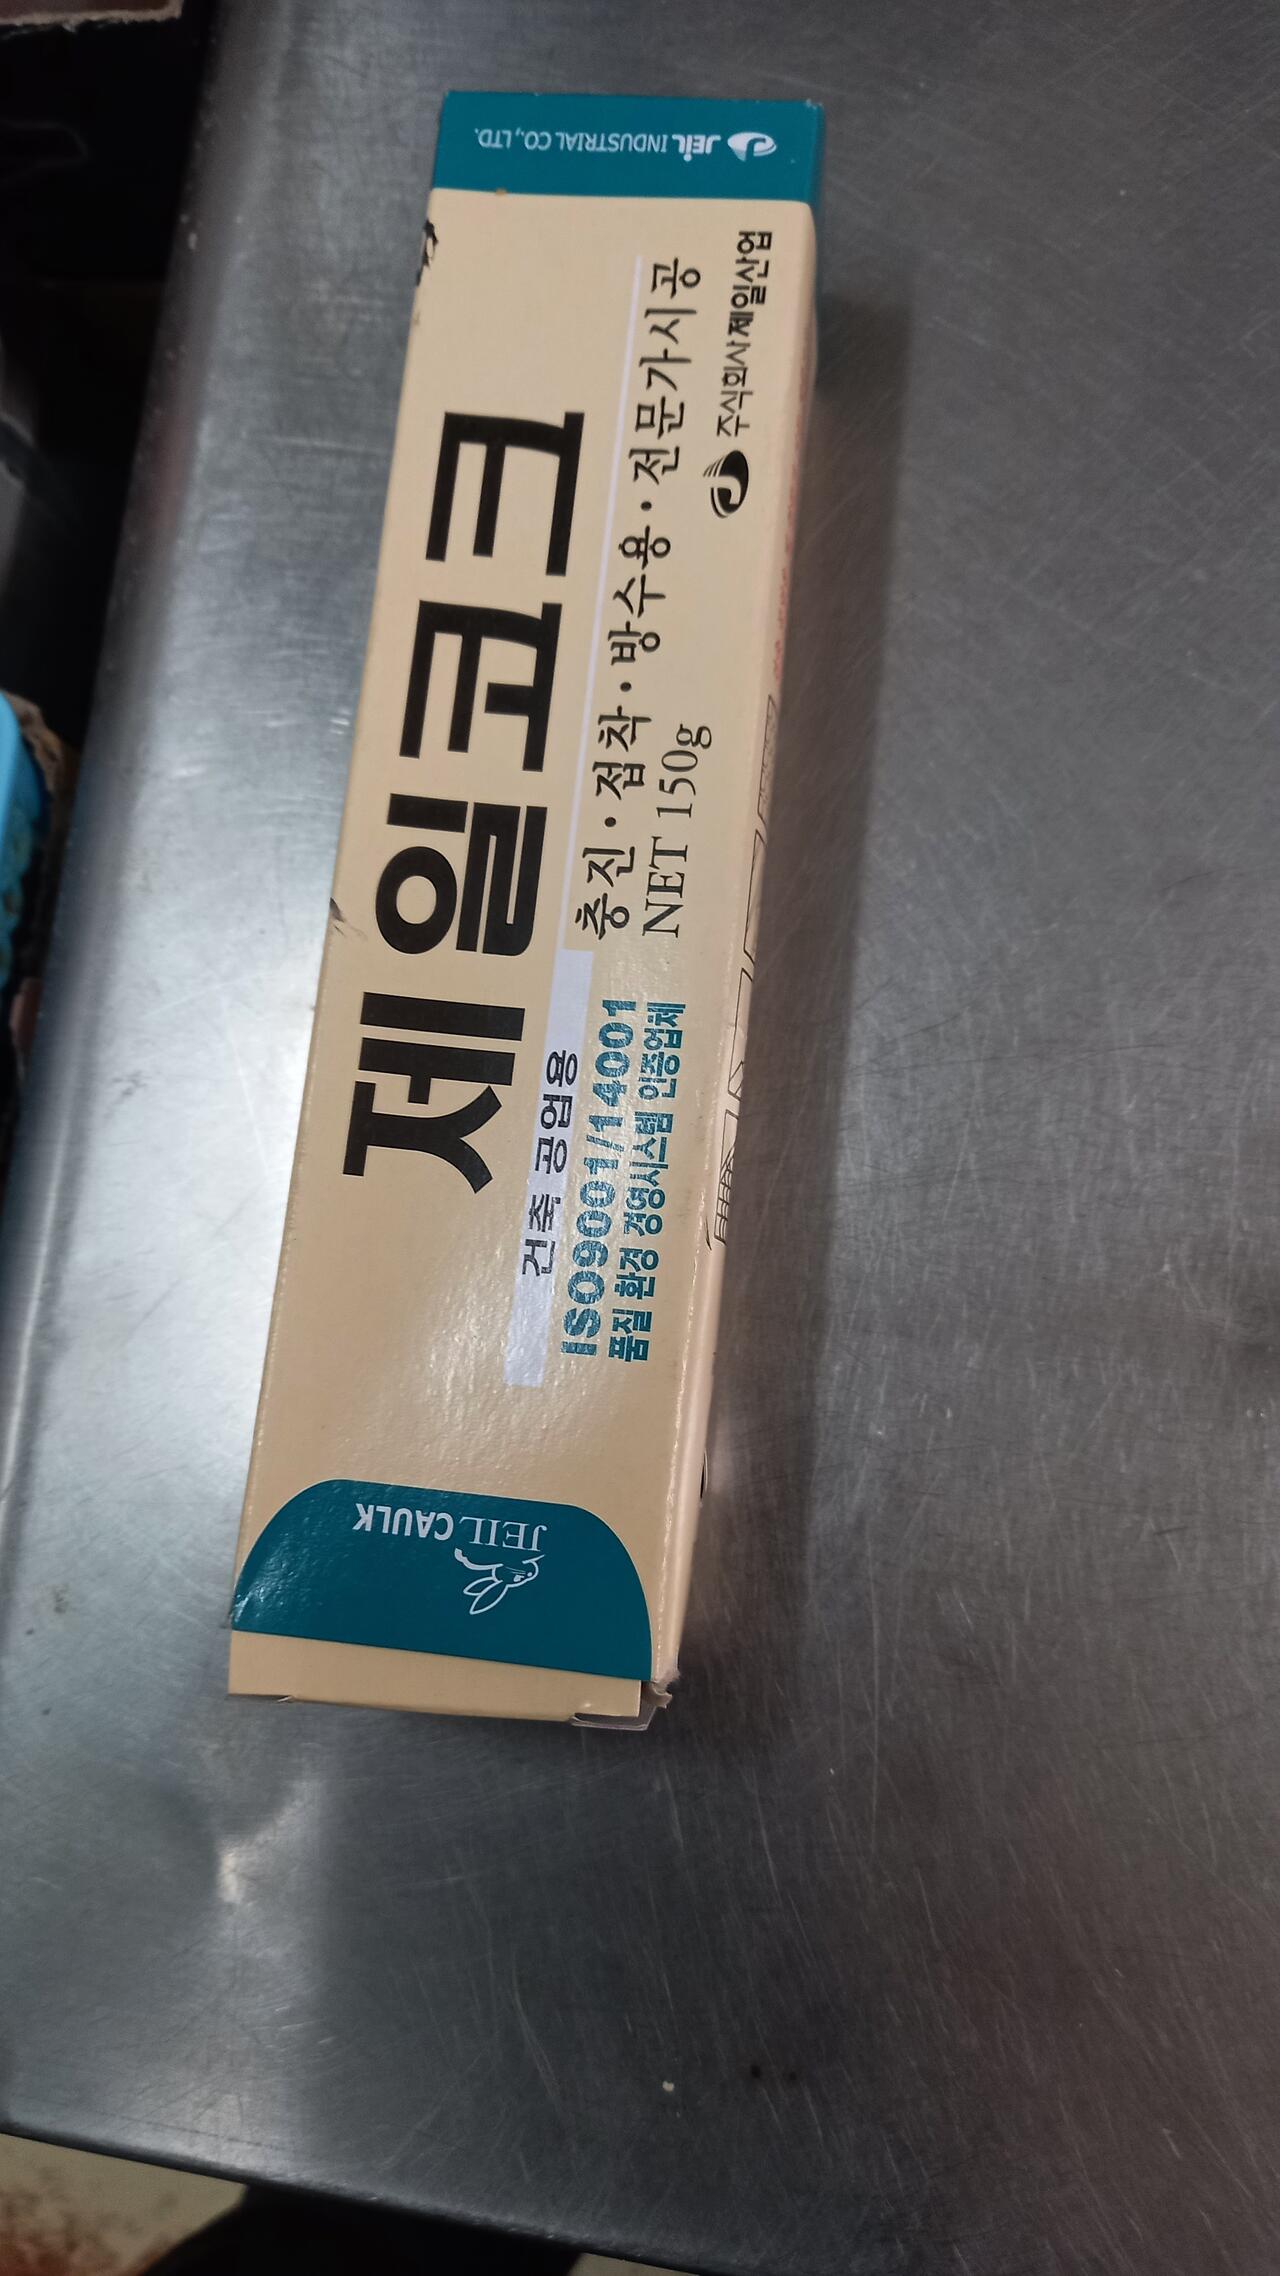 제일코크
건축 공업용
충진·접착·방수용·전문가시공
NET 150g
ISO9001/14001
품질 환경 경영시스템 인증업체
주식회사 제일산업
JEIL CAULK
JEIL INDUSTRIAL CO., LTD.